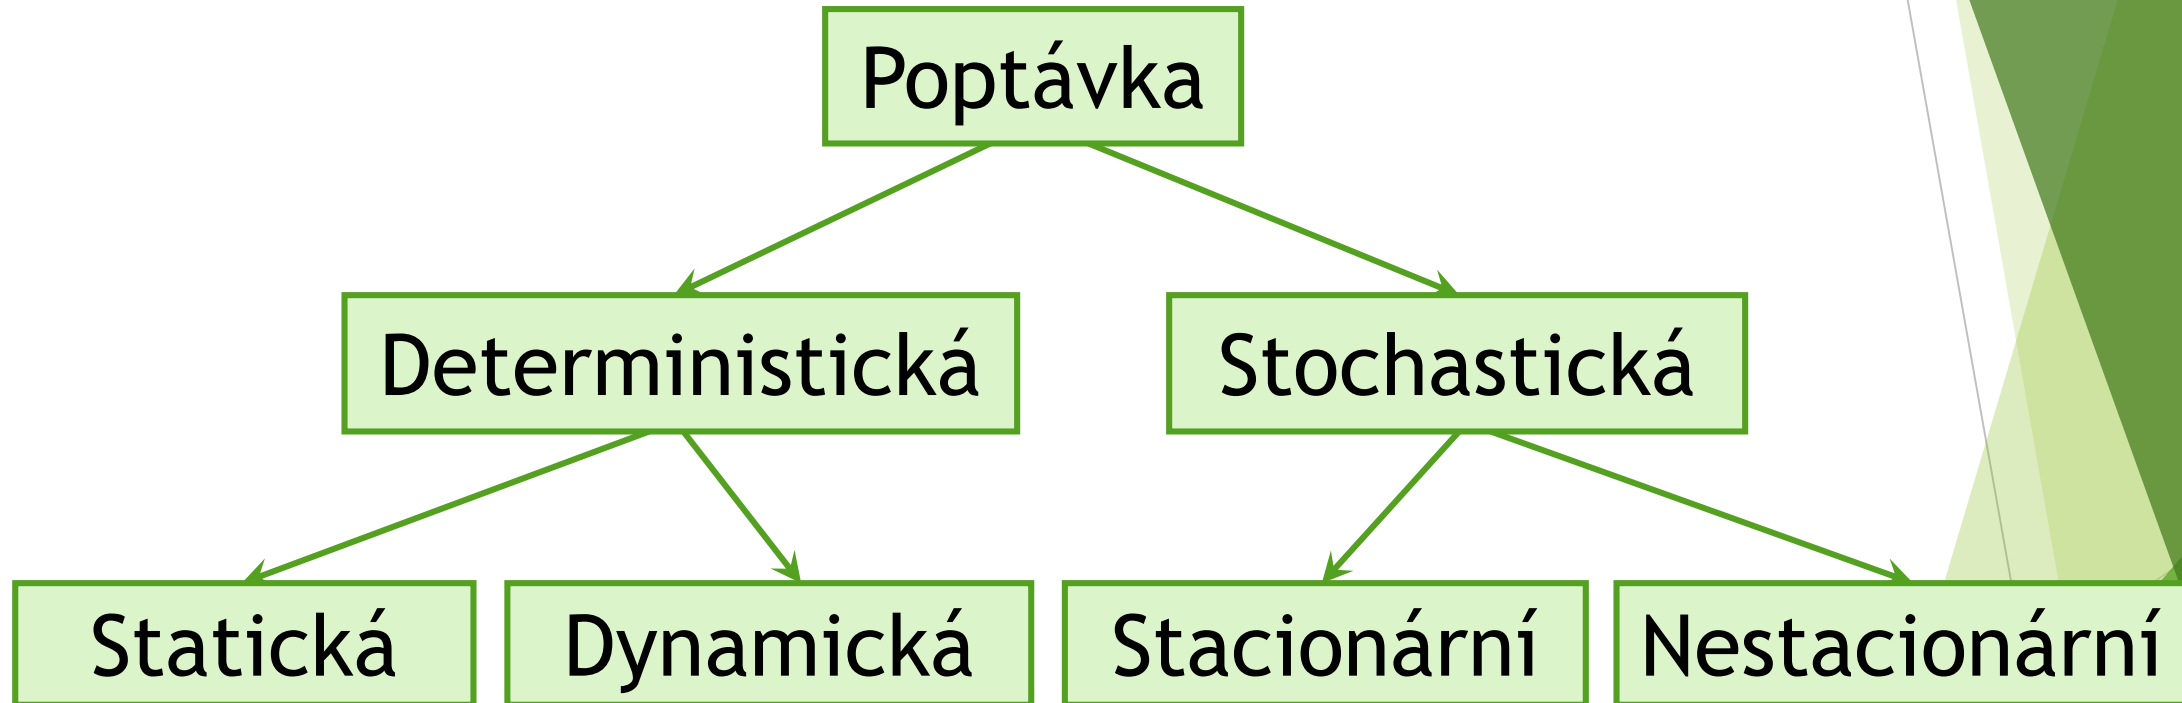 Poptávka
Deterministická Stochastická
Statická Dynamická Stacionární Nestacionární